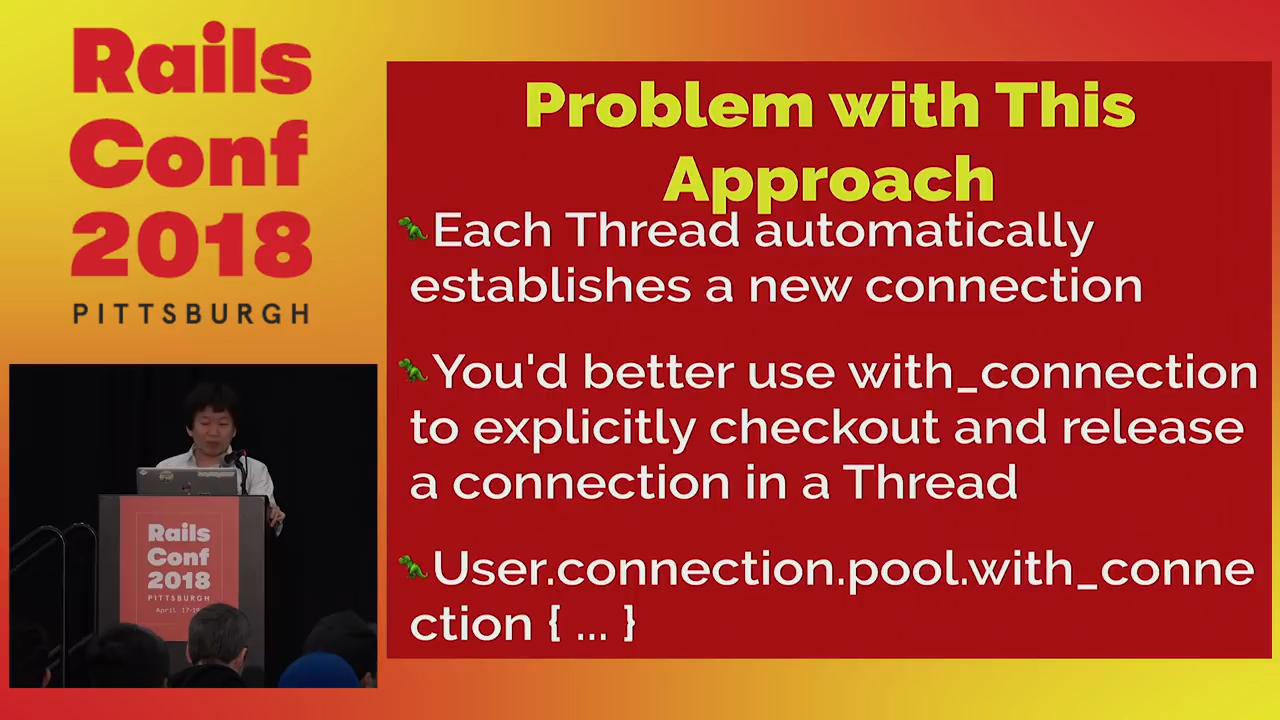 Rails
Conf
2018
PITTSBURGH
Problem with This
Approach
Each Thread automatically
establishes a new connection
You'd better use with_connection
to explicitly checkout and release
a connection in a Thread
User.connection.pool.with_conne
ction { ... }
Rails
Conf
2018
PITTSBURGH